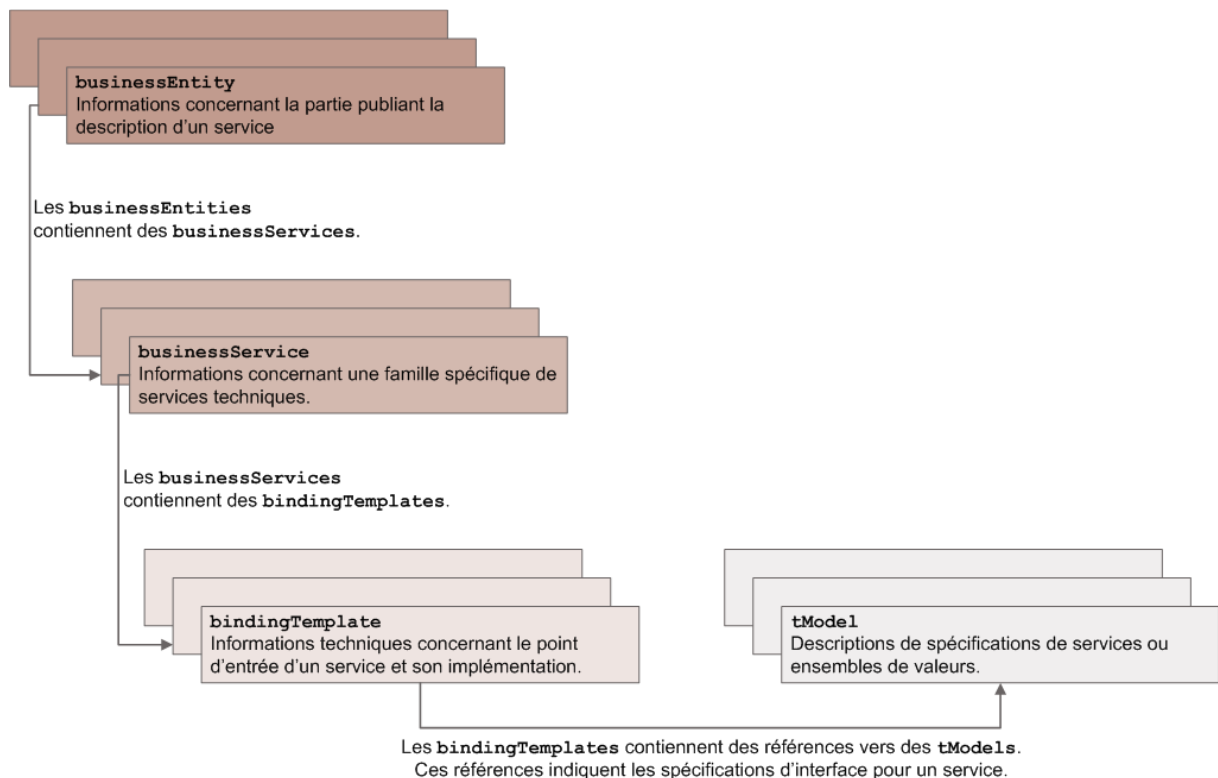 businessEntity
Informations concernant la partie publiant la
description d'un service
Les businessEntities
contiennent des businessServices.
businessService
Informations concernant une famille spécifique de
services techniques.
Les businessServices
contiennent des bindingTemplates.
bindingTemplate
Informations techniques concernant le point
d'entrée d'un service et son implémentation.
tModel
Descriptions de spécifications de services ou
ensembles de valeurs.
Les bindingTemplates contiennent des références vers des tModels.
Ces références indiquent les spécifications d'interface pour un service.